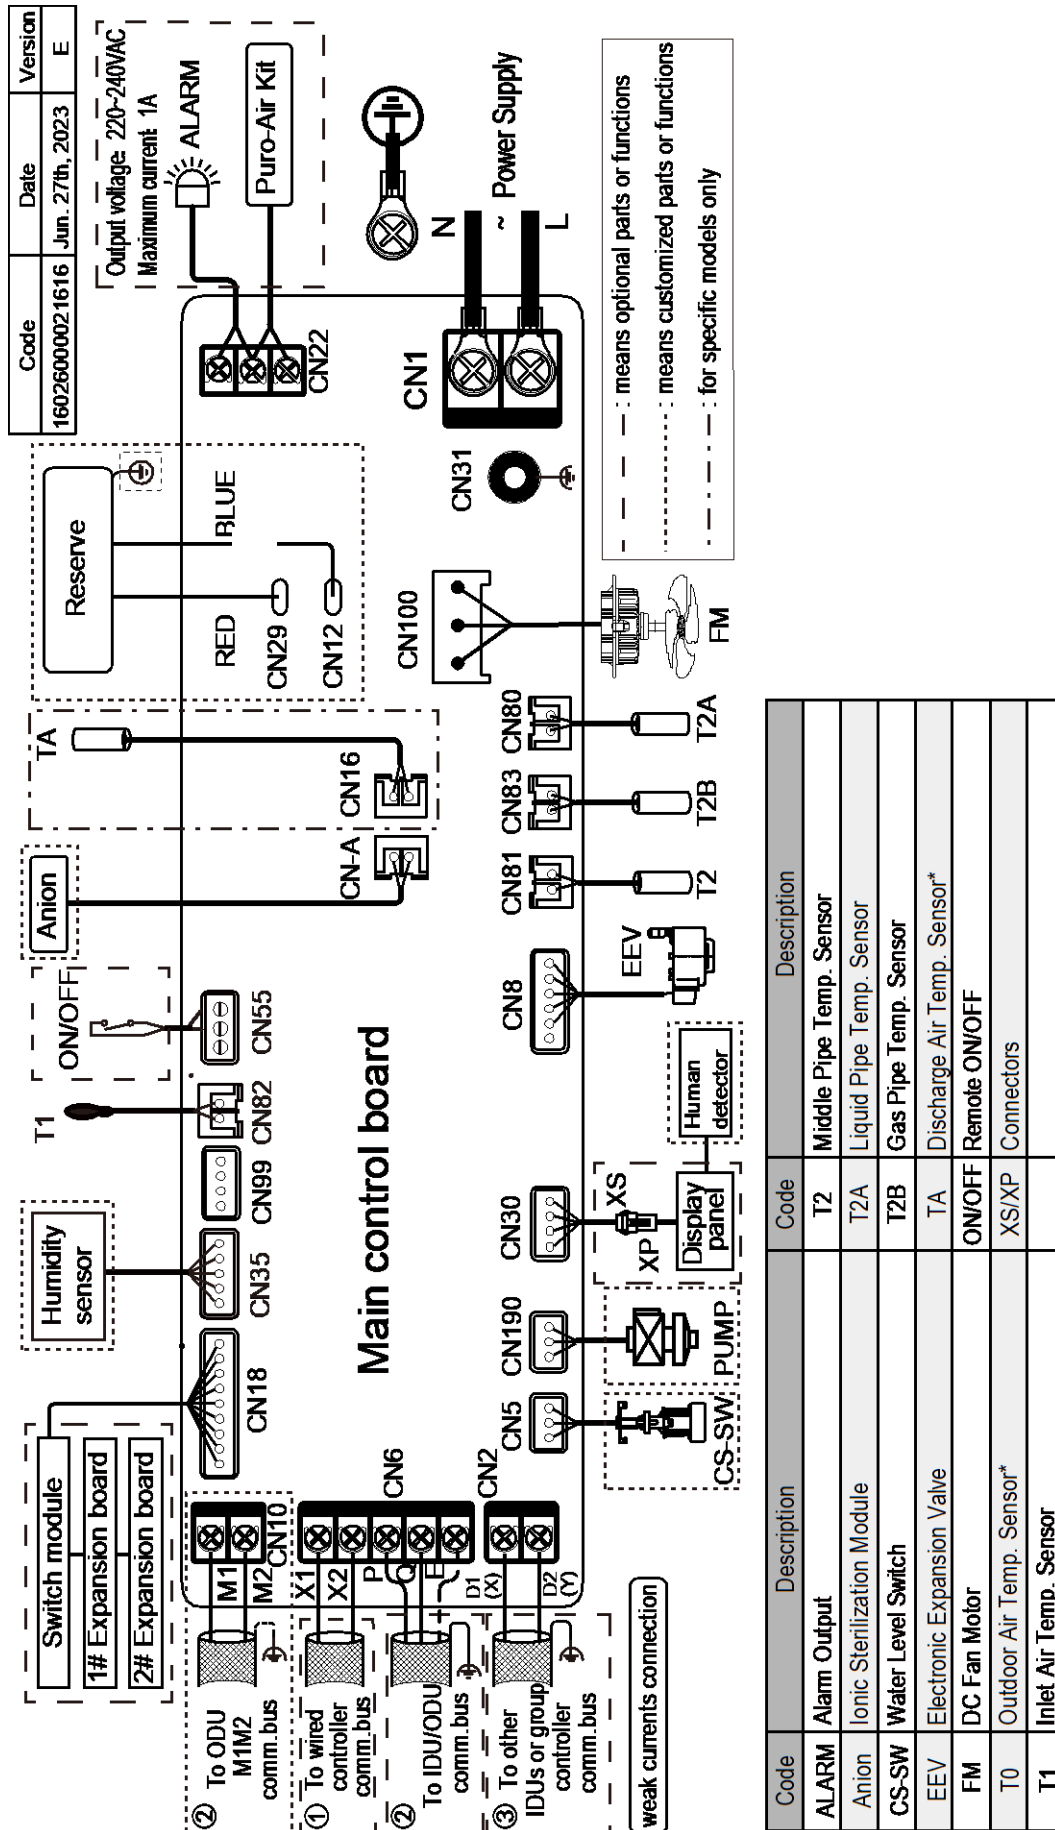 Code Date Version
16026000021616 Jun. 27th, 2023 E
Output voltage: 220~240VAC
Maximum current: 1A
ALARM
Puro-Air Kit
CN22
Reserve
RED
BLUE
CN29
CN12
TA
CN16
Anion
CN-A
ON/OFF
CN55
T1
CN82
CN99
Humidity
sensor
CN35
Switch module
1# Expansion board
2# Expansion board
CN18
Main control board
N
~ Power Supply
L
CN1
CN31
CN100
FM
CN80
T2A
CN83
T2B
CN81
T2
CN8
EEV
CN30
XS
XP
Display
panel
Human
detector
CN190
PUMP
CN5
CS-SW
② To ODU
M1M2
comm.bus
M1
M2
CN10
① To wired
controller
comm.bus
X1
X2
② To IDU/ODU
comm.bus
P
Q
E
CN6
③ To other
IDUs or group
controller
comm.bus
D1
(X)
D2
(Y)
CN2
weak currents connection
: means optional parts or functions
: means customized parts or functions
: for specific models only
Code Description Code Description
ALARM Alarm Output T2 Middle Pipe Temp. Sensor
Anion Ionic Sterilization Module T2A Liquid Pipe Temp. Sensor
CS-SW Water Level Switch T2B Gas Pipe Temp. Sensor
EEV Electronic Expansion Valve TA Discharge Air Temp. Sensor*
FM DC Fan Motor ON/OFF Remote ON/OFF
T0 Outdoor Air Temp. Sensor* XS/XP Connectors
T1 Inlet Air Temp. Sensor